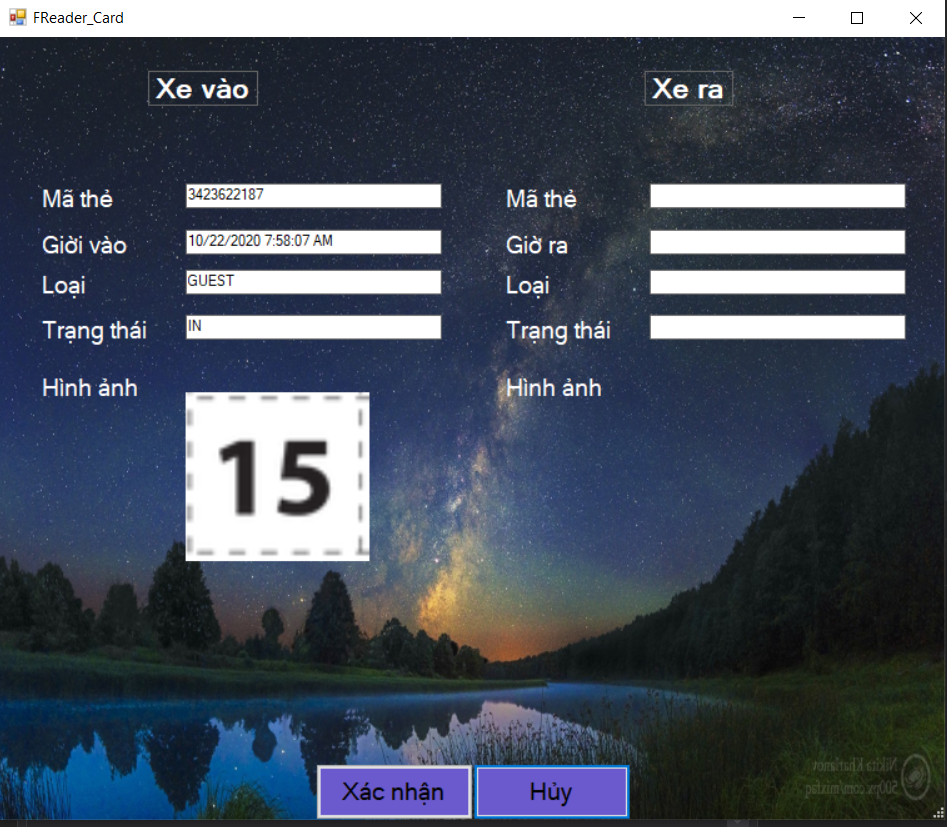 FReader_Card
Xe vào
Xe ra
Mã thẻ
3423622187
Mã thẻ
Giời vào
10/22/2020 7:58:07 AM
Giờ ra
Loại
GUEST
Loại
Trạng thái
IN
Trạng thái
Hình ảnh
Hình ảnh
15
Xác nhận
Hủy